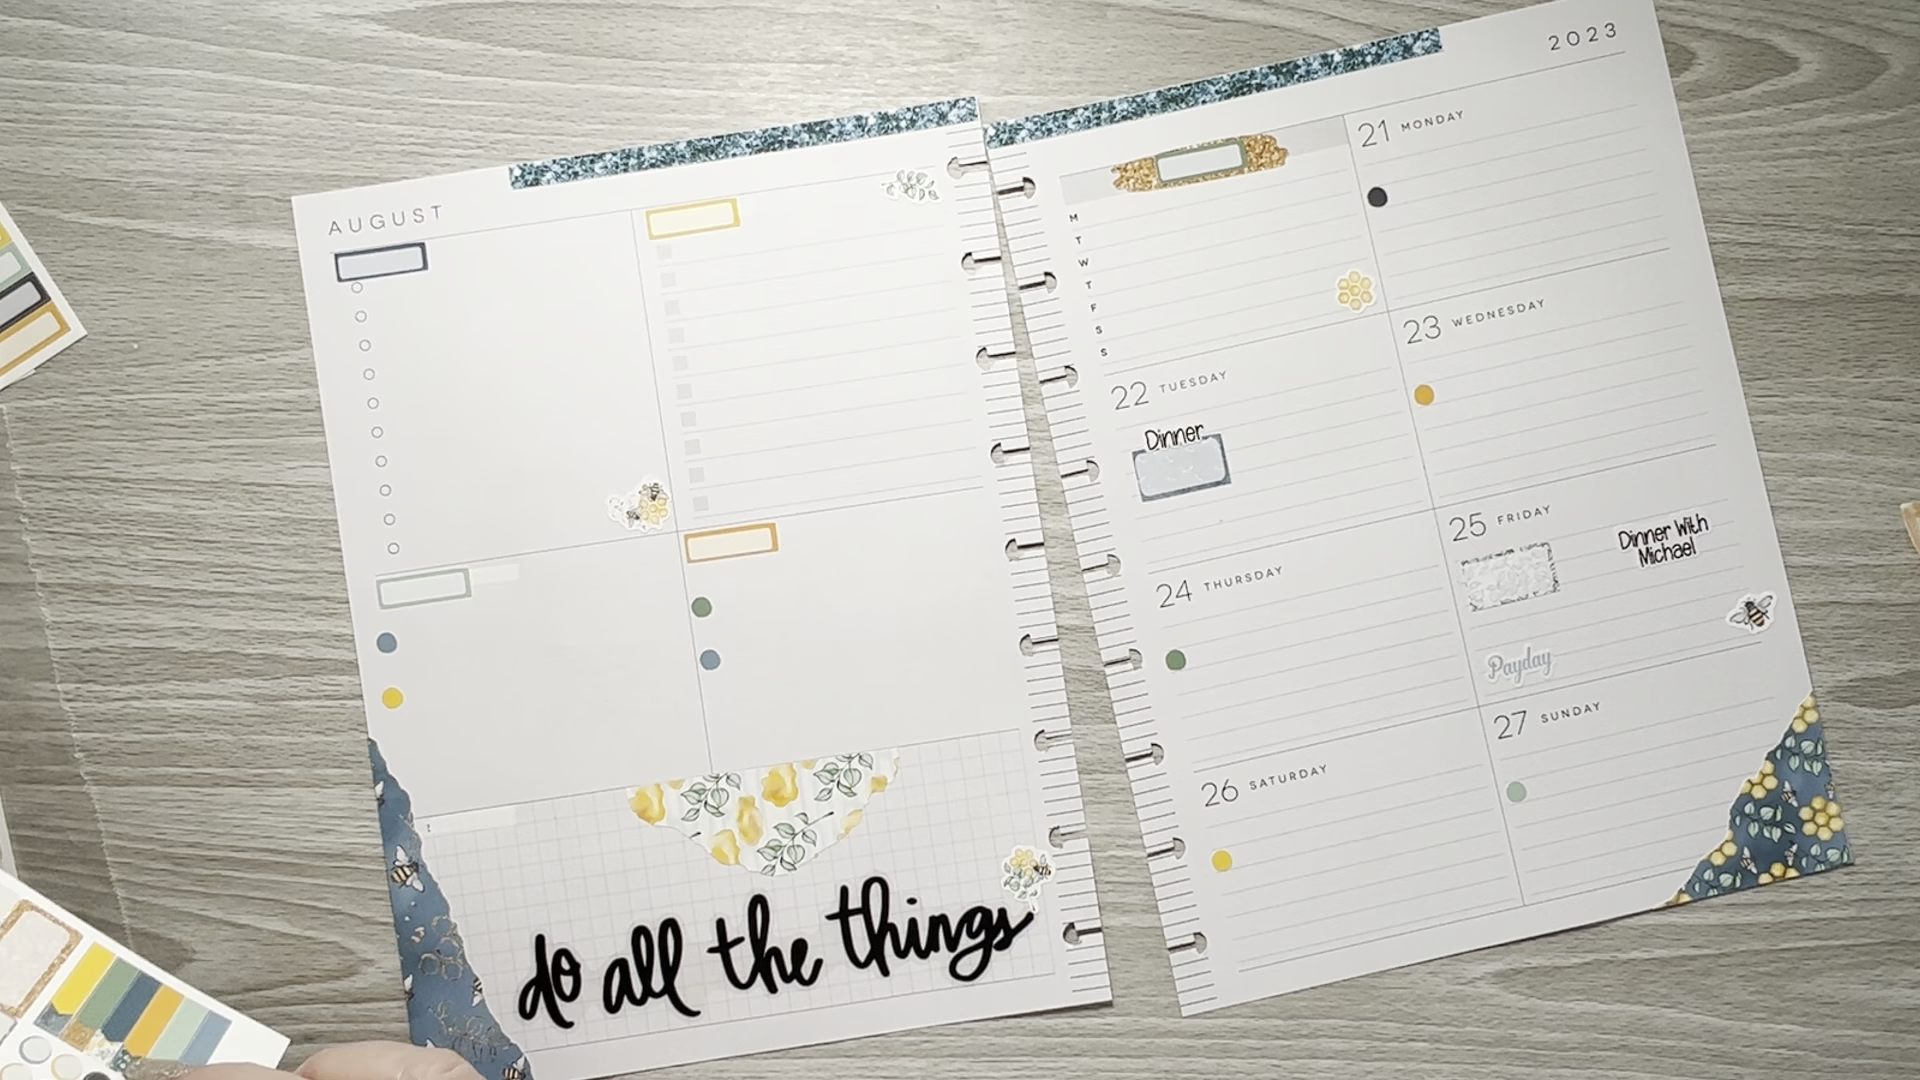 AUGUST
do all the things
2023
M
T
W
T
F
S
S
21 MONDAY
22 TUESDAY
Dinner
23 WEDNESDAY
24 THURSDAY
25 FRIDAY
Dinner With
Michael
Payday
26 SATURDAY
27 SUNDAY